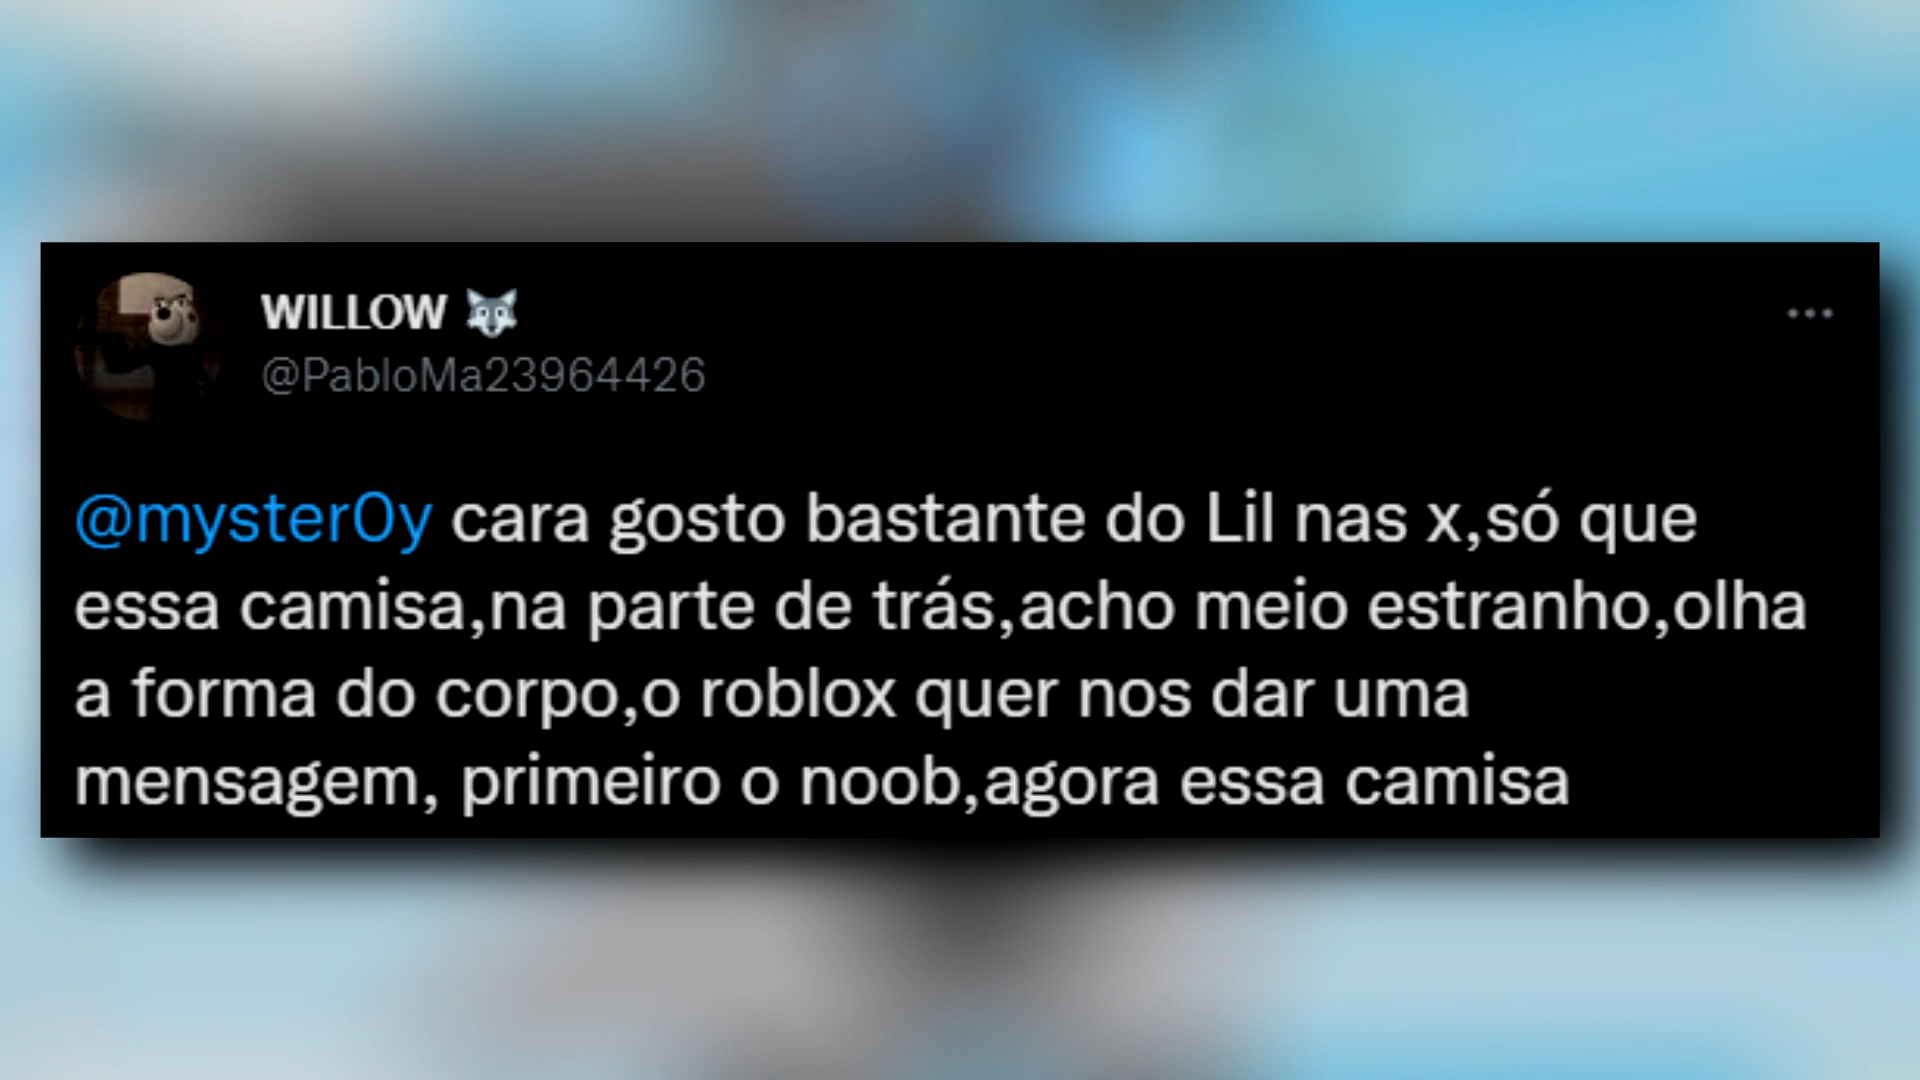 WILLOW 🐺
@PabloMa23964426
@myster0y cara gosto bastante do Lil nas x,só que
essa camisa,na parte de trás,acho meio estranho,olha
a forma do corpo,o roblox quer nos dar uma
mensagem, primeiro o noob,agora essa camisa